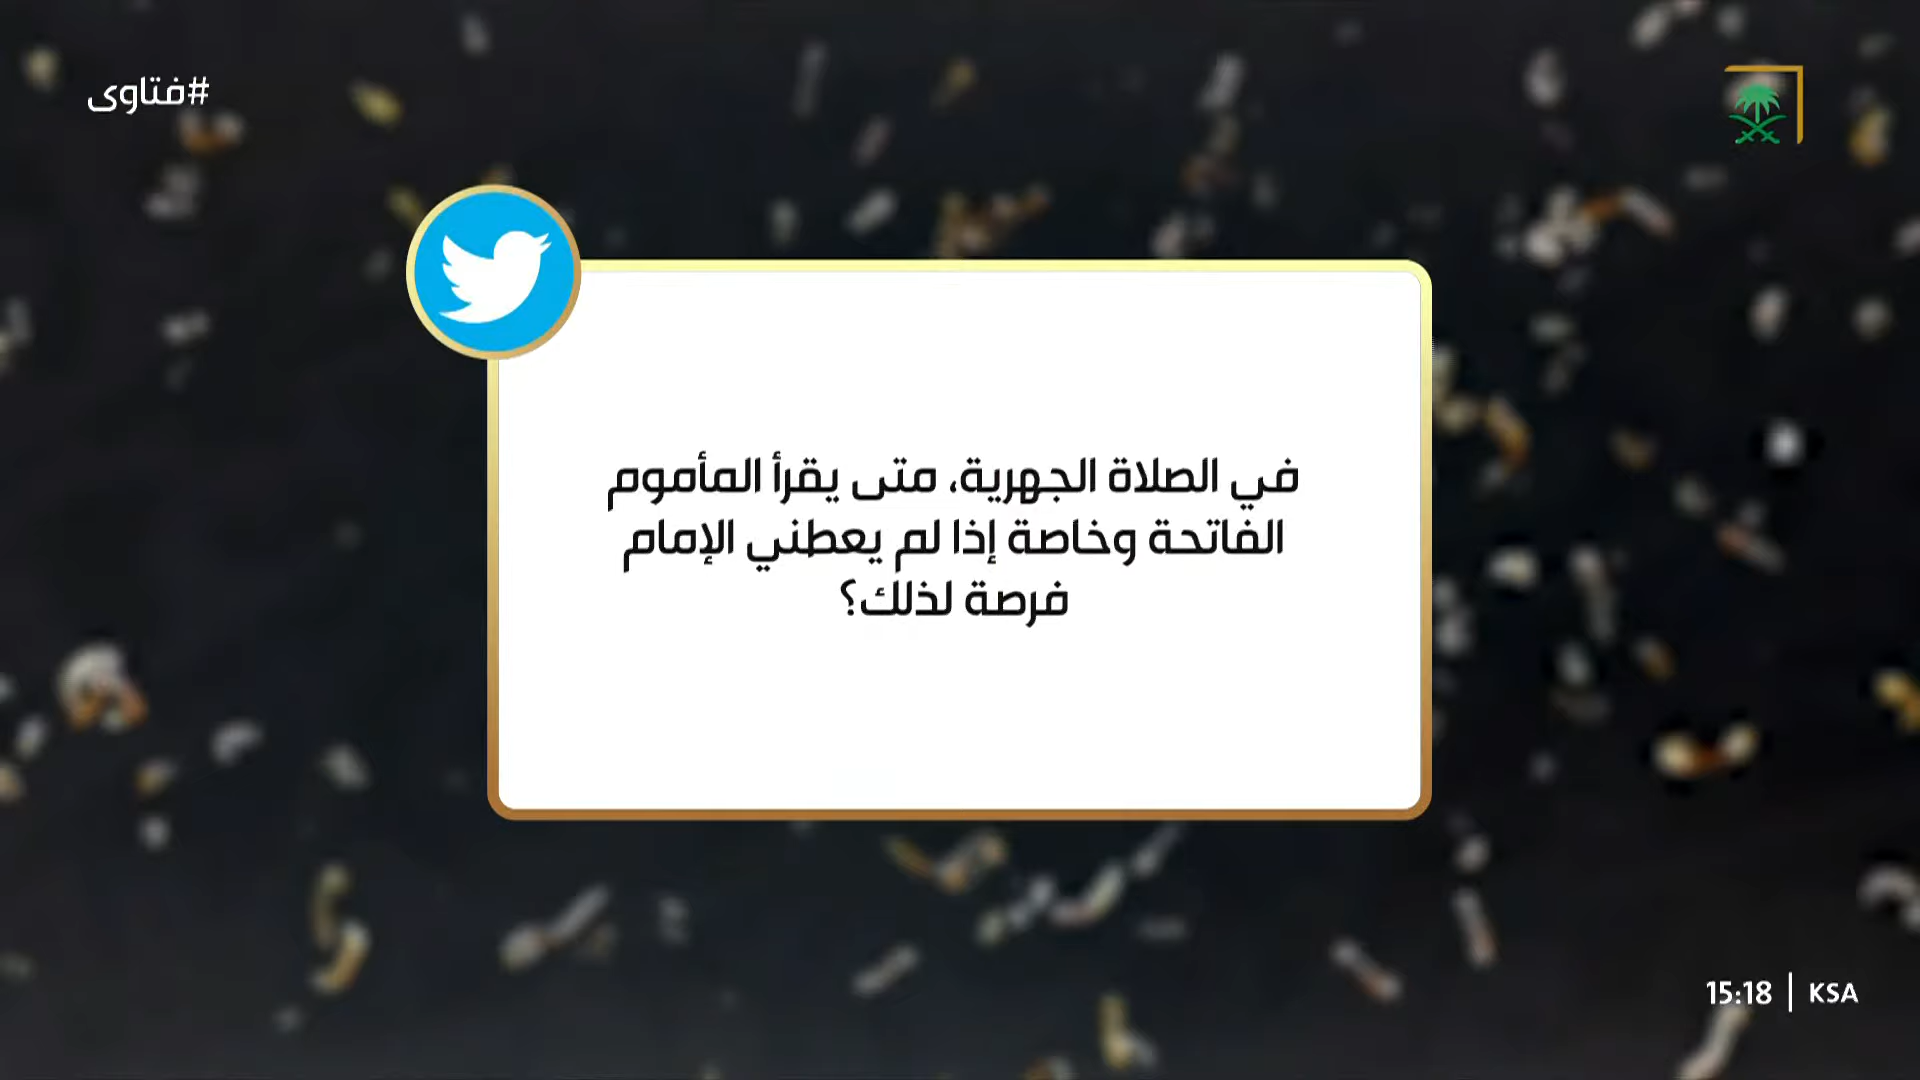 #فتاوى
في الصلاة الجهرية، متى يقرأ المأموم
الفاتحة وخاصة إذا لم يعطني الإمام
فرصة لذلك؟
15:18 | KSA